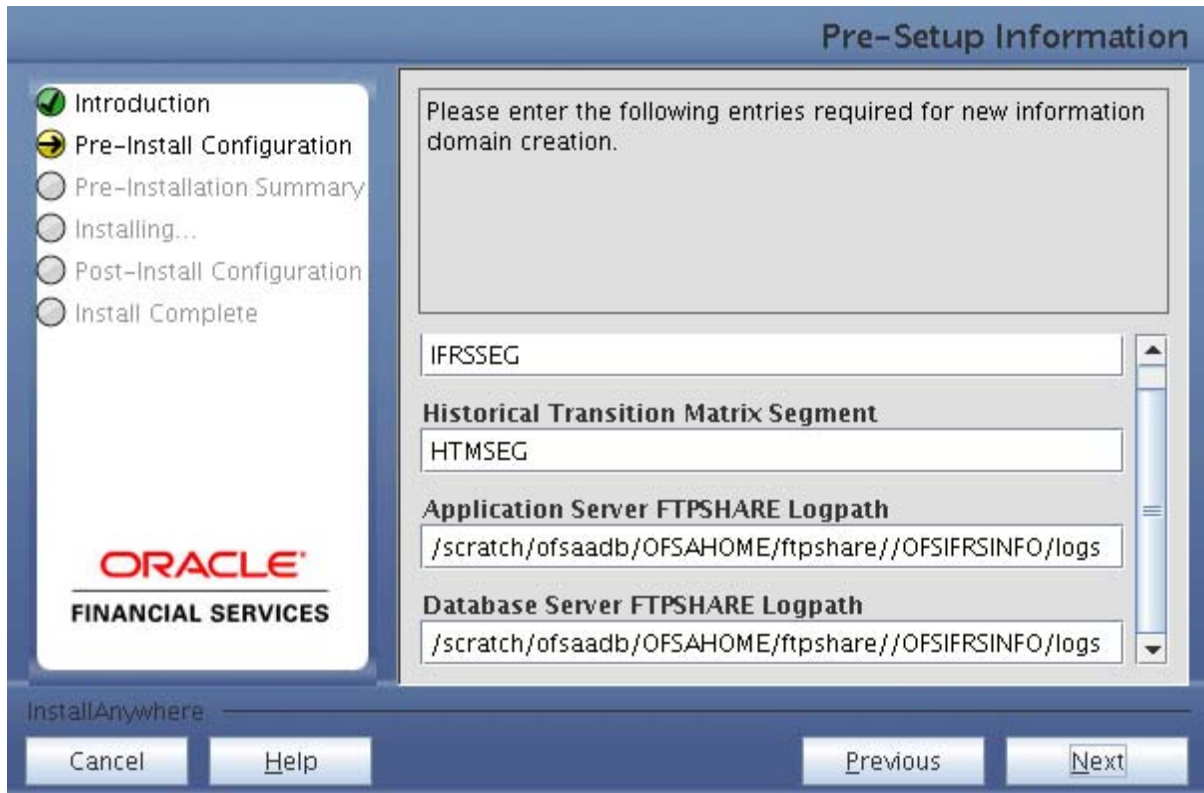 Pre-Setup Information
Introduction
Pre-Install Configuration
Pre-Installation Summary
Installing...
Post-Install Configuration
Install Complete
ORACLE
FINANCIAL SERVICES
Please enter the following entries required for new information
domain creation.
IFRSSEG
Historical Transition Matrix Segment
HTMSEG
Application Server FTPSHARE Logpath
/scratch/ofsaadb/OFSAHOME/ftpshare//OFSIFRSINFO/logs
Database Server FTPSHARE Logpath
/scratch/ofsaadb/OFSAHOME/ftpshare//OFSIFRSINFO/logs
InstallAnywhere
Cancel
Help
Previous
Next